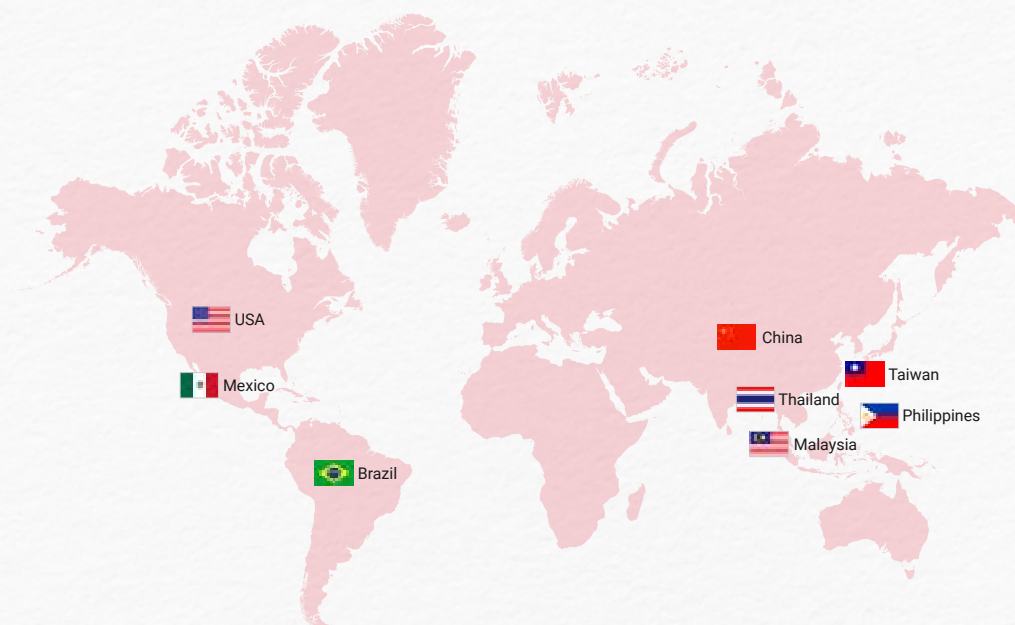 USA
China
Taiwan
Mexico
Thailand
Philippines
Malaysia
Brazil